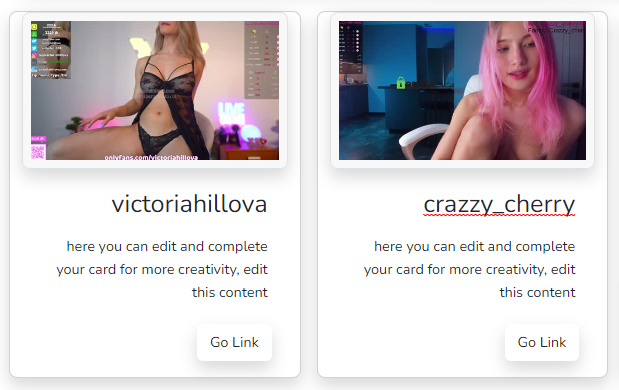 LIVE
onlyfans.com/victoriahillova
victoriahillova
here you can edit and complete
your card for more creativity, edit
this content
Go Link
crazzy_cherry
here you can edit and complete
your card for more creativity, edit
this content
Go Link